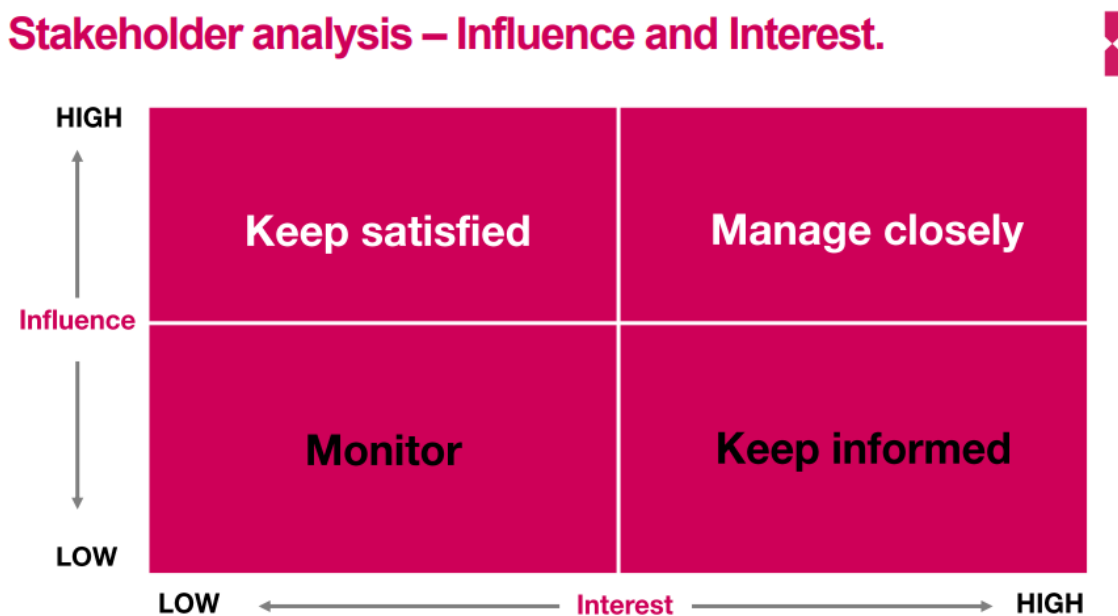 Stakeholder analysis – Influence and Interest.
HIGH
Keep satisfied
Manage closely
Influence
Monitor
Keep informed
LOW
LOW
Interest
HIGH